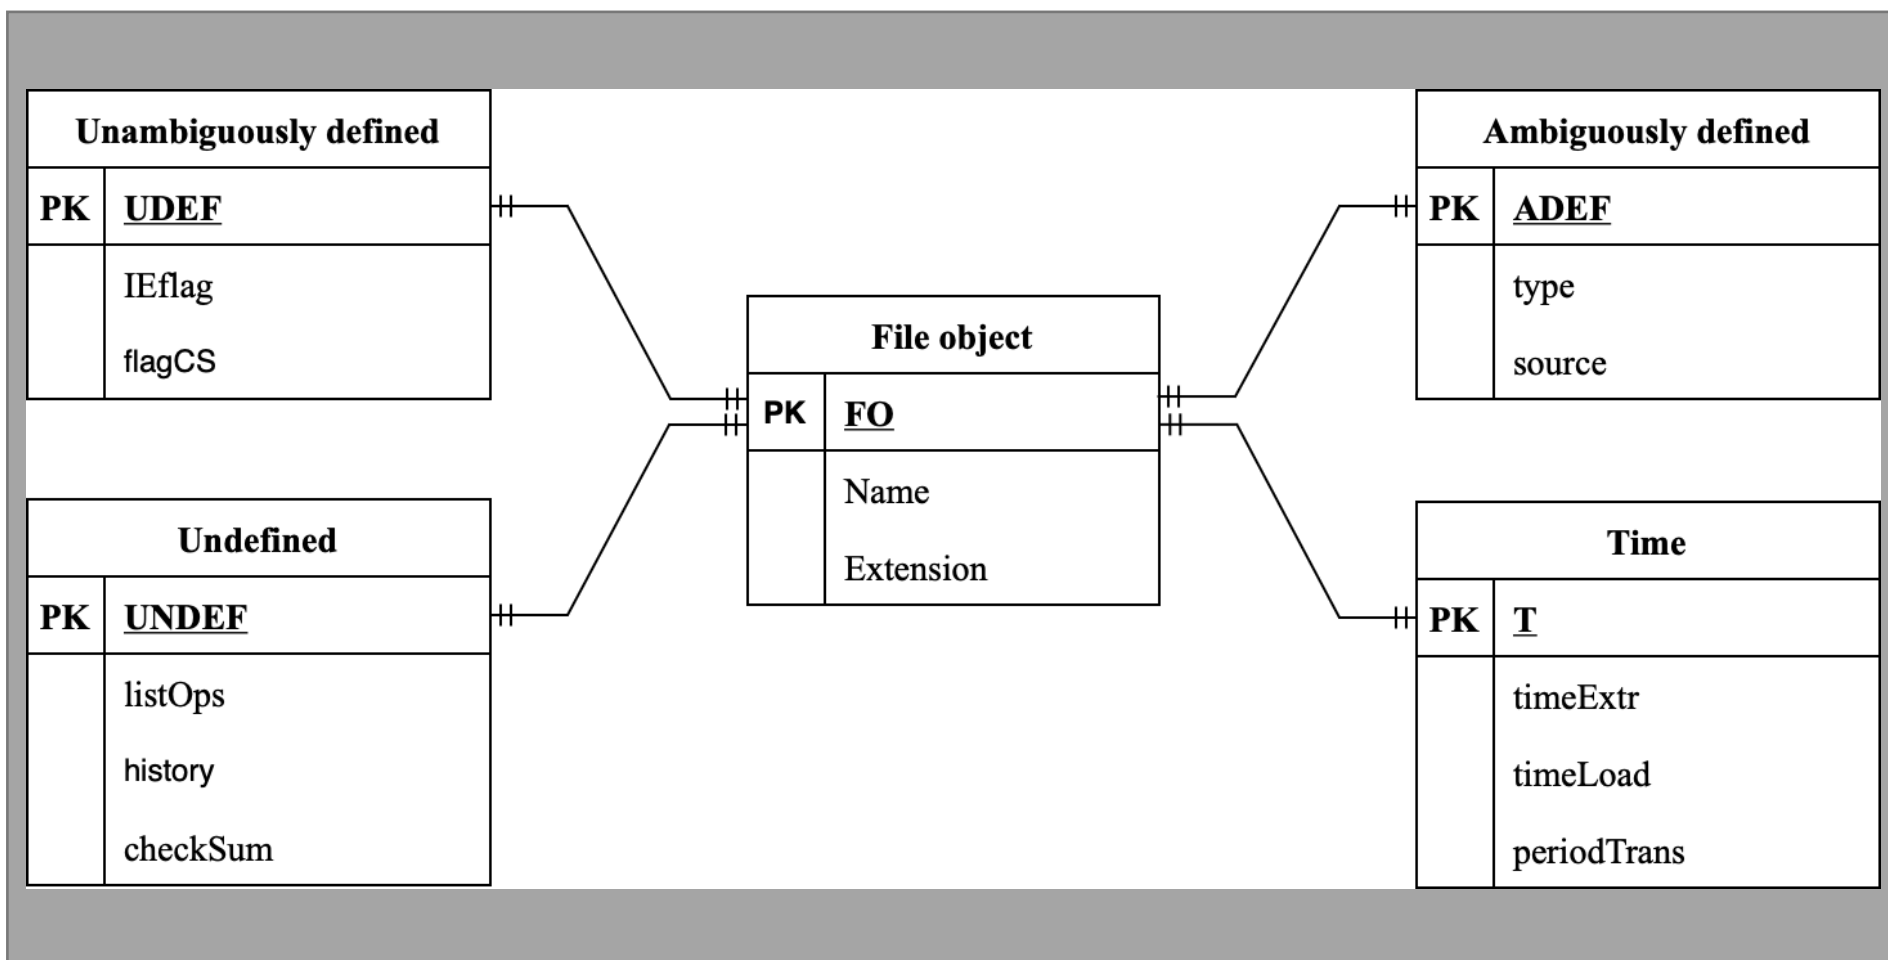 Unambiguously defined
PK UDEF
IEflag
flagCS
Undefined
PK UNDEF
listOps
history
checkSum
File object
PK FO
Name
Extension
Ambiguously defined
PK ADEF
type
source
Time
PK T
timeExtr
timeLoad
periodTrans